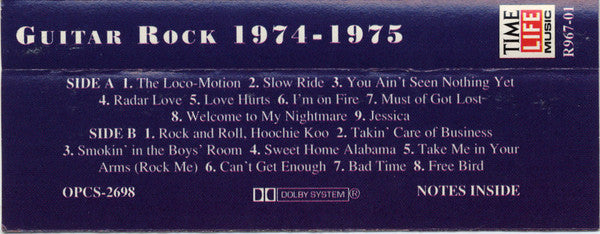 GUITAR ROCK 1974-1975
TIME LIFE MUSIC
R967-01
SIDE A 1. The Loco-Motion 2. Slow Ride 3. You Ain't Seen Nothing Yet
4. Radar Love 5. Love Hurts 6. I'm on Fire 7. Must of Got Lost
8. Welcome to My Nightmare 9. Jessica
SIDE B 1. Rock and Roll, Hoochie Koo 2. Takin' Care of Business
3. Smokin' in the Boys' Room 4. Sweet Home Alabama 5. Take Me in Your
Arms (Rock Me) 6. Can't Get Enough 7. Bad Time 8. Free Bird
OPCS-2698 DOLBY SYSTEM® NOTES INSIDE